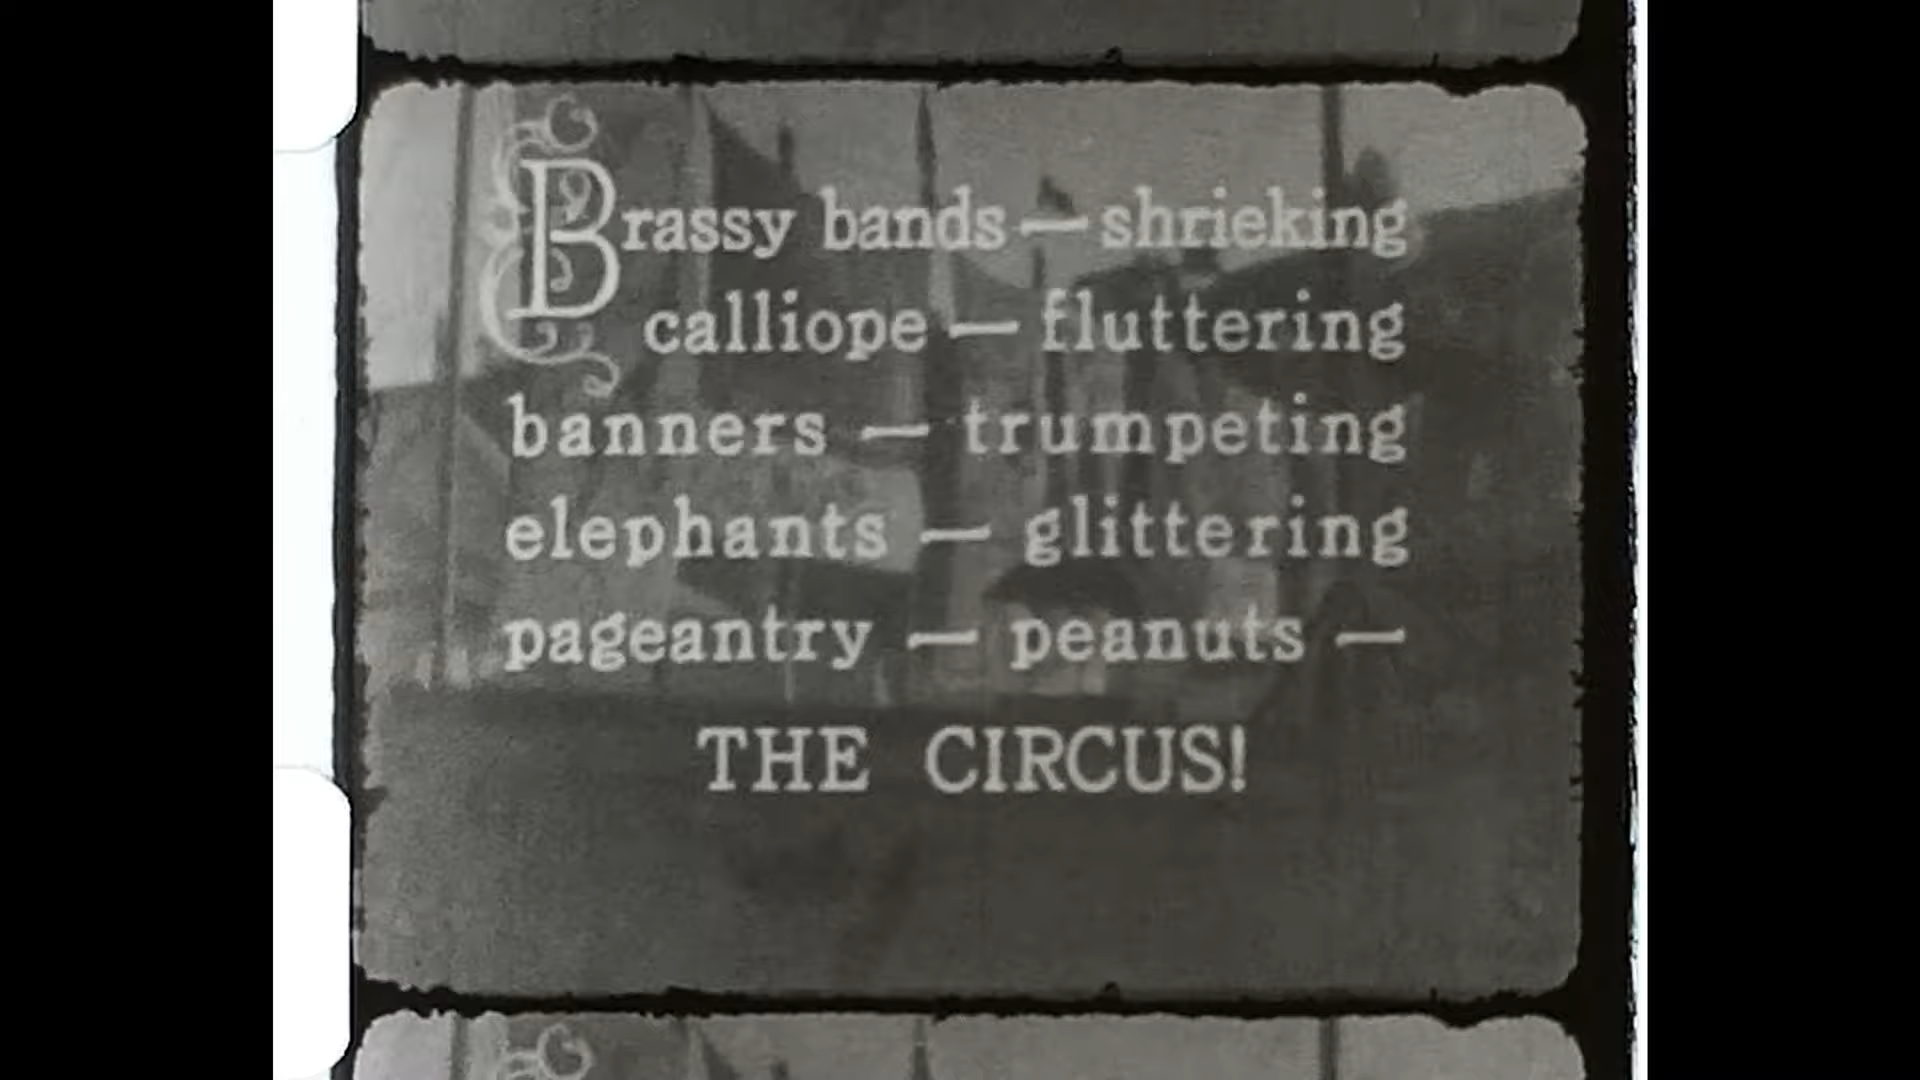 Brassy bands — shrieking
calliope — fluttering
banners — trumpeting
elephants — glittering
pageantry — peanuts —
THE CIRCUS!